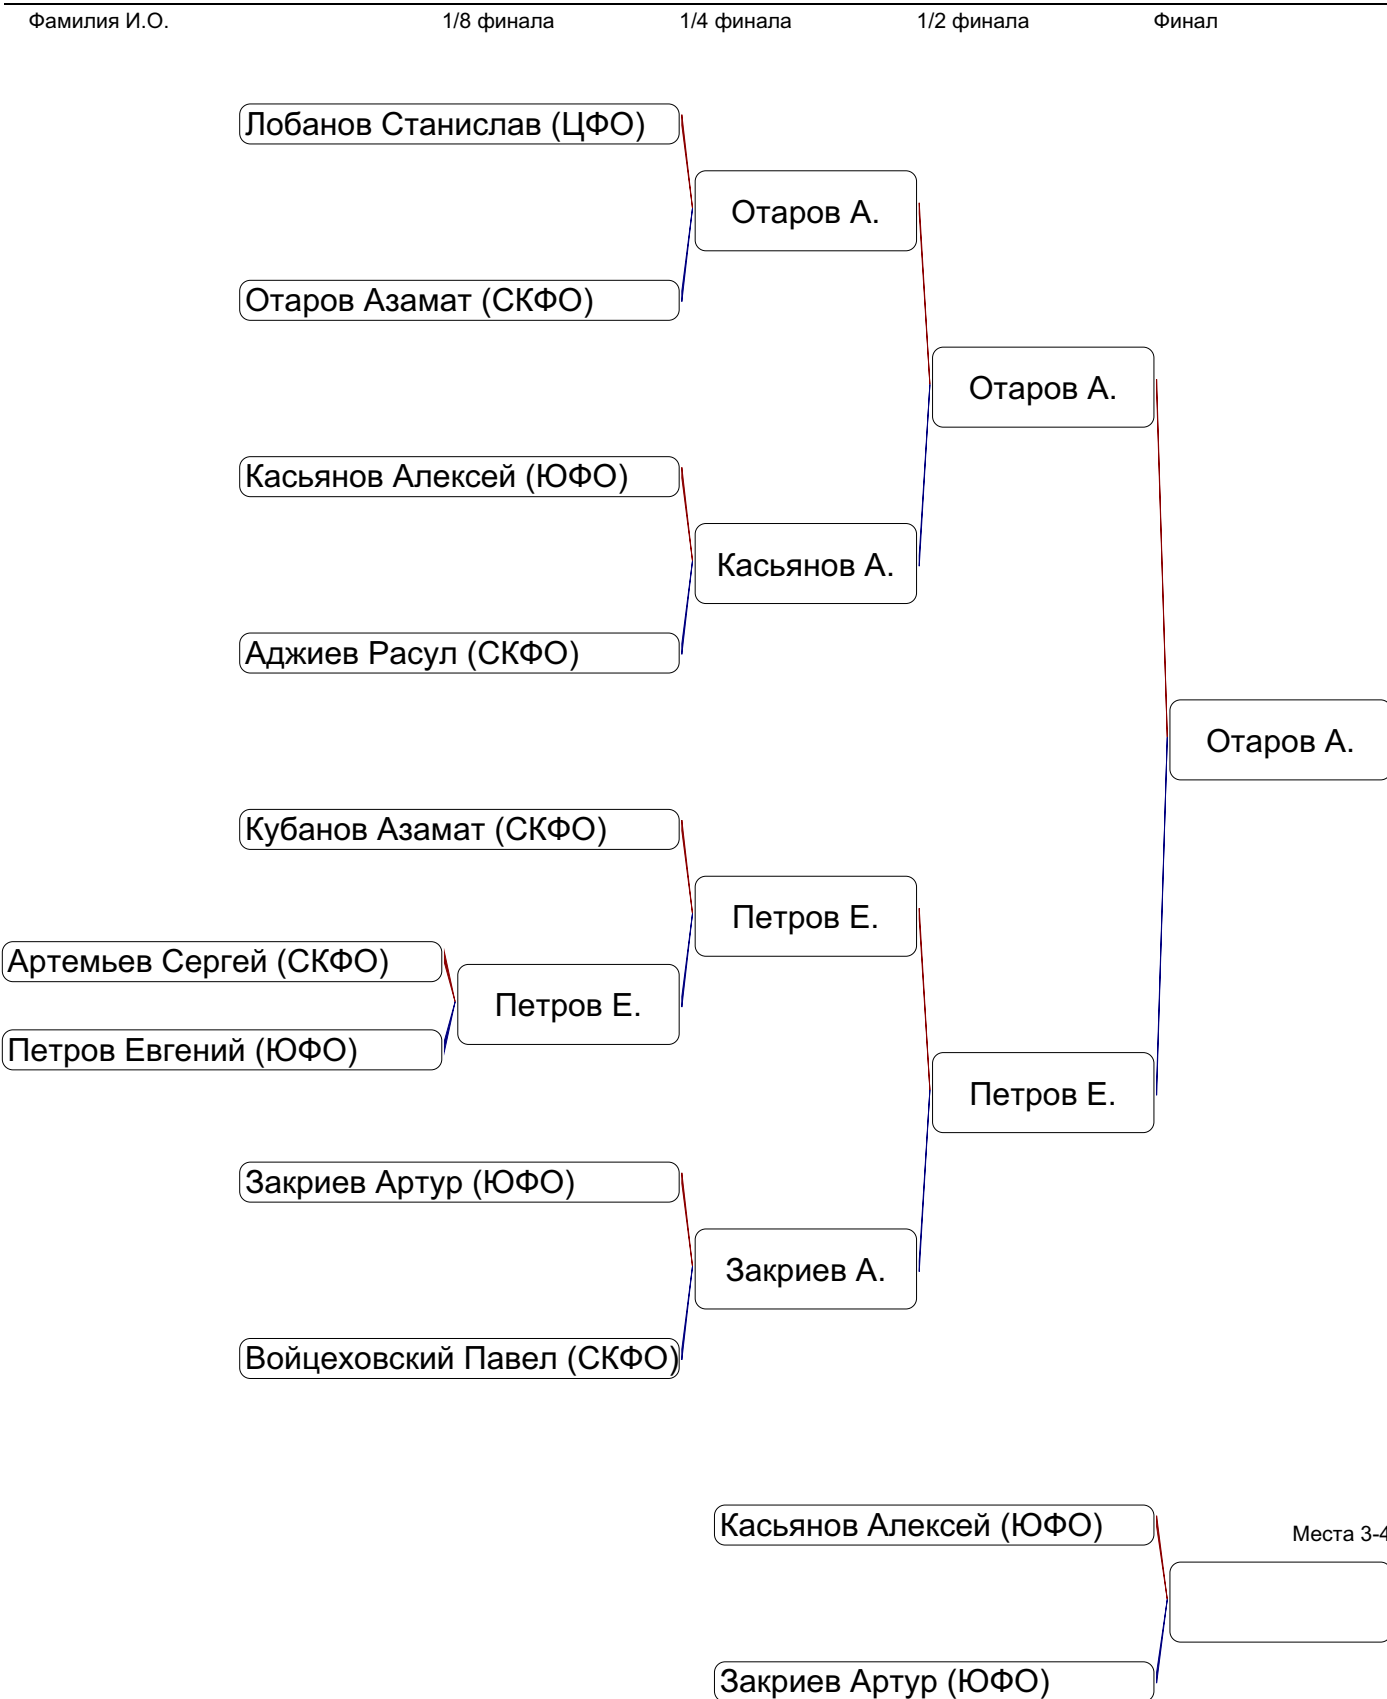 Фамилия И.О. 1/8 финала 1/4 финала 1/2 финала Финал
Лобанов Станислав (ЦФО)
Отаров А.
Отаров Азамат (СКФО)
Отаров А.
Касьянов Алексей (ЮФО)
Касьянов А.
Аджиев Расул (СКФО)
Отаров А.
Кубанов Азамат (СКФО)
Петров Е.
Артемьев Сергей (СКФО)
Петров Е.
Петров Евгений (ЮФО)
Петров Е.
Закриев Артур (ЮФО)
Закриев А.
Войцеховский Павел (СКФО)
Касьянов Алексей (ЮФО)
Места 3-4
Закриев Артур (ЮФО)